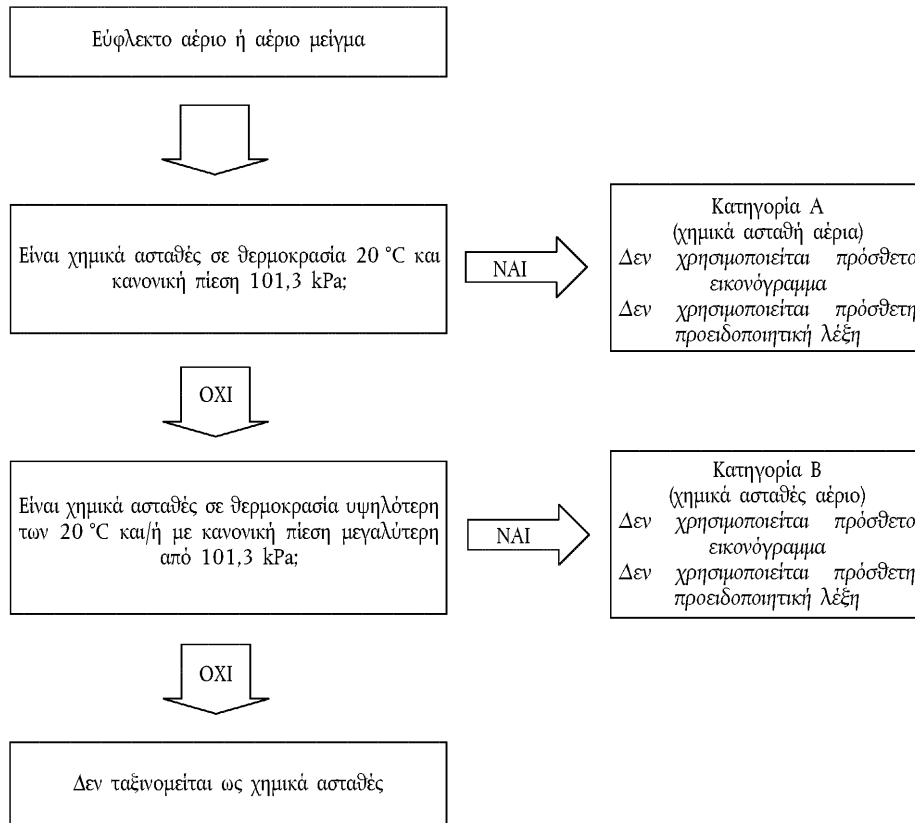 Εύφλεκτο αέριο ή αέριο μείγμα
Είναι χημικά ασταθές σε θερμοκρασία 20 °C και
κανονική πίεση 101,3 kPa;
ΝΑΙ
Κατηγορία Α
(χημικά ασταθή αέρια)
Δεν χρησιμοποιείται πρόσθετο
εικονόγραμμα
Δεν χρησιμοποιείται πρόσθετη
προειδοποιητική λέξη
ΟΧΙ
Είναι χημικά ασταθές σε θερμοκρασία υψηλότερη
των 20 °C και/ή με κανονική πίεση μεγαλύτερη
από 101,3 kPa;
ΝΑΙ
Κατηγορία Β
(χημικά ασταθές αέριο)
Δεν χρησιμοποιείται πρόσθετο
εικονόγραμμα
Δεν χρησιμοποιείται πρόσθετη
προειδοποιητική λέξη
ΟΧΙ
Δεν ταξινομείται ως χημικά ασταθές